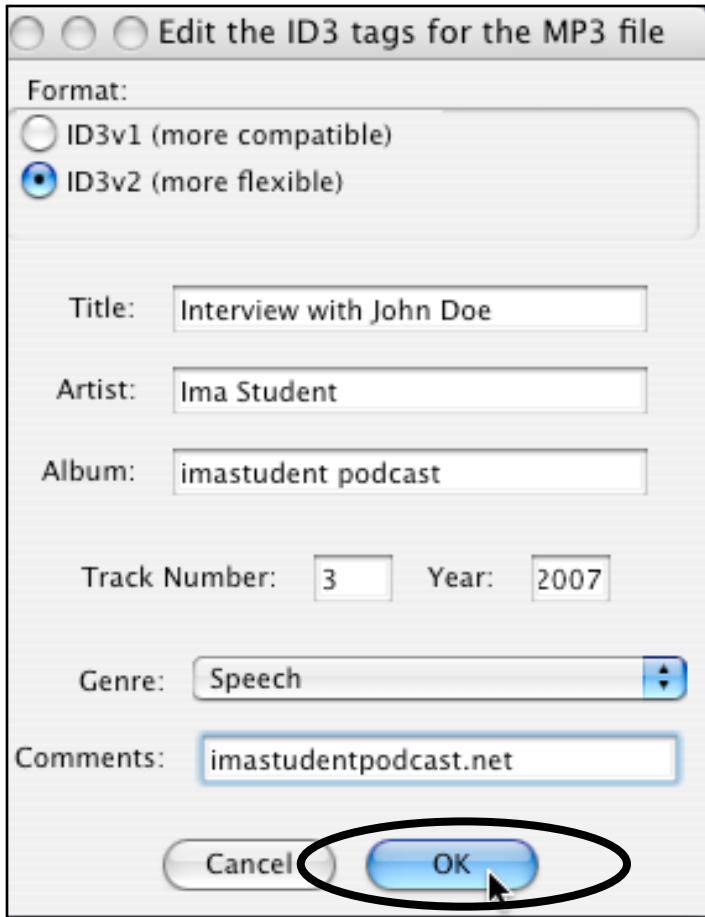 Edit the ID3 tags for the MP3 file
Format:
ID3v1 (more compatible)
ID3v2 (more flexible)
Title: Interview with John Doe
Artist: Ima Student
Album: imastudent podcast
Track Number: 3 Year: 2007
Genre: Speech
Comments: imastudentpodcast.net
Cancel OK